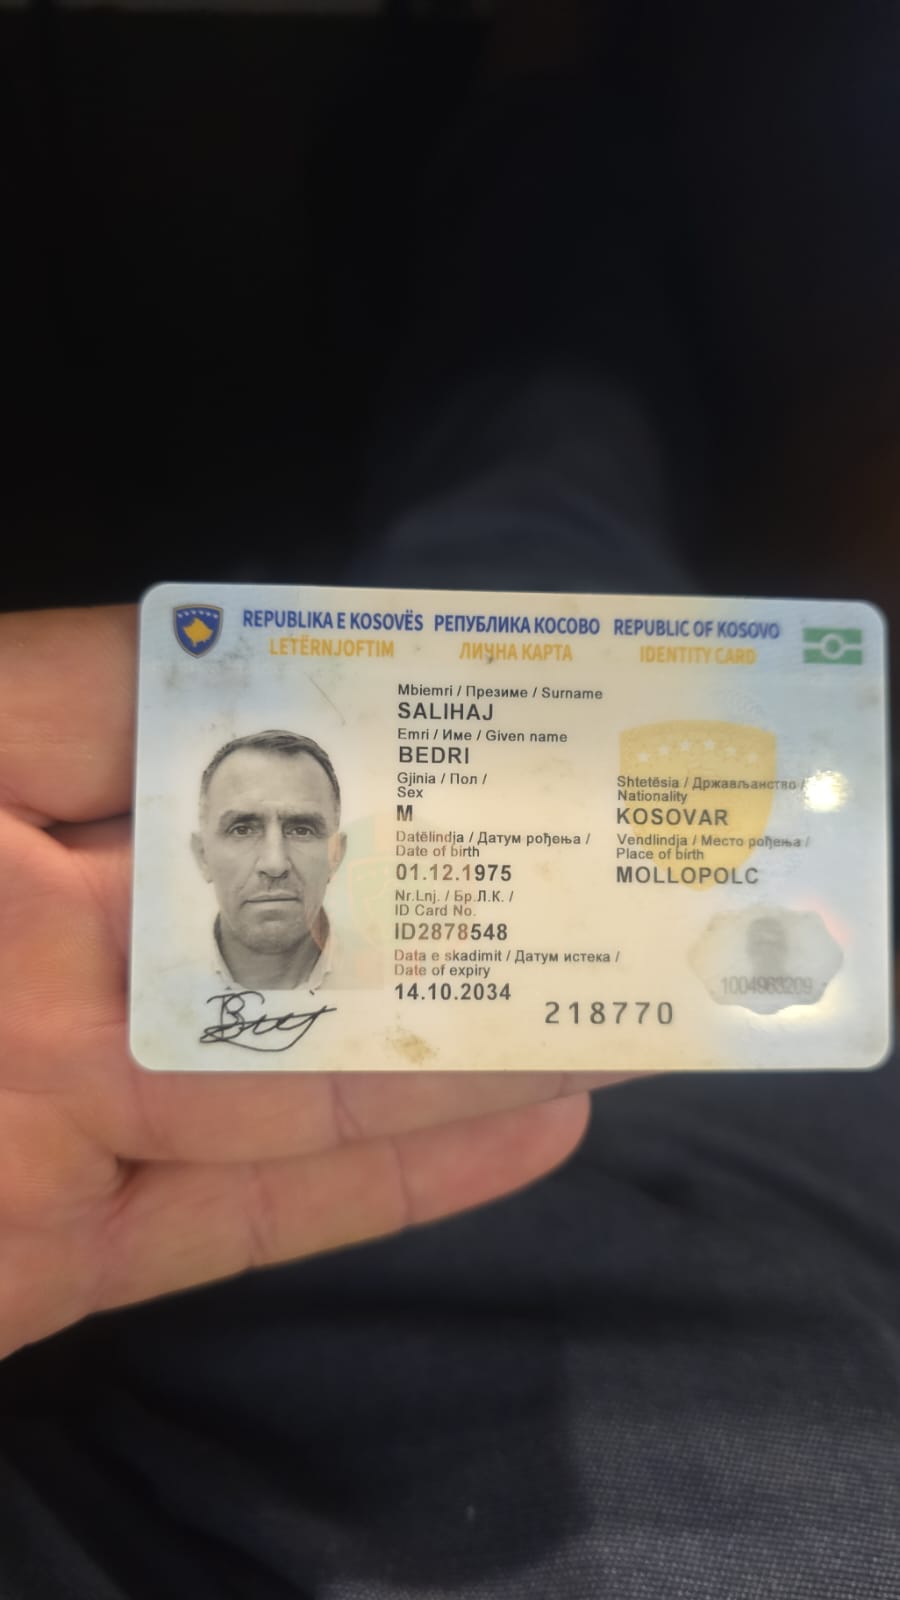 REPUBLIKA E KOSOVËS РЕПУБЛИКА КОСОВО REPUBLIC OF KOSOVO
LETËRNJOFTIM ЛИЧНА КАРТА IDENTITY CARD
Mbiemri / Презиме / Surname
SALIHAJ
Emri / Име / Given name
BEDRI
Gjinia / Пол /
Sex
M
Shtetësia / Држављанство /
Nationality
KOSOVAR
Datëlindja / Датум рођења /
Date of birth
01.12.1975
Vendlindja / Место рођења /
Place of birth
MOLLOPOLC
Nr.Lnj. / Бр.Л.К. /
ID Card No.
ID2878548
Data e skadimit / Датум истека /
Date of expiry
14.10.2034
218770